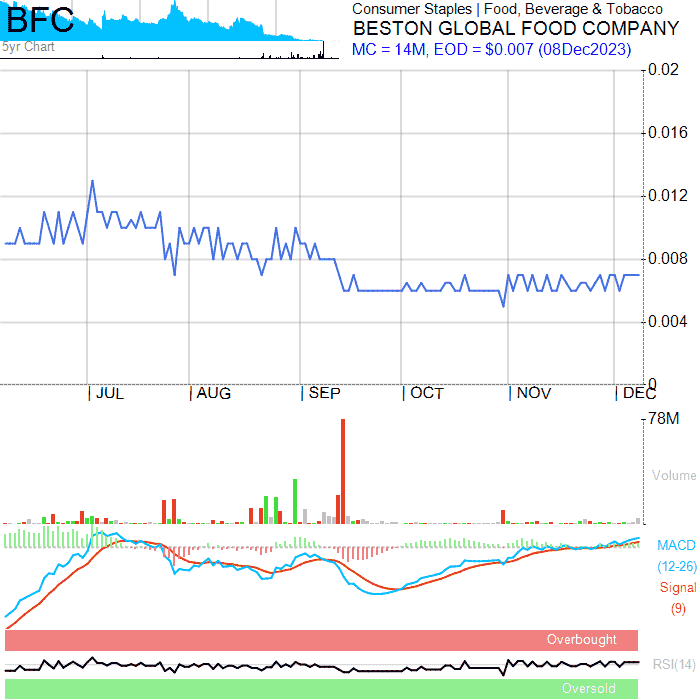 BFC
5yr Chart
Consumer Staples | Food, Beverage & Tobacco
BESTON GLOBAL FOOD COMPANY
MC = 14M, EOD = $0.007 (08Dec2023)
0.02
0.016
0.012
0.008
0.004
0
| JUL | AUG | SEP | OCT | NOV | DEC
78M
Volume
MACD
(12-26)
Signal
(9)
Overbought
RSI(14)
Oversold